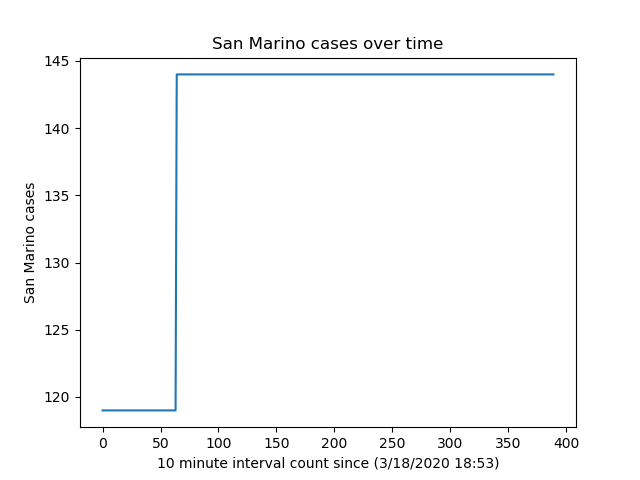 San Marino cases over time
145
140
135
130
125
120
San Marino cases
0 50 100 150 200 250 300 350 400
10 minute interval count since (3/18/2020 18:53)